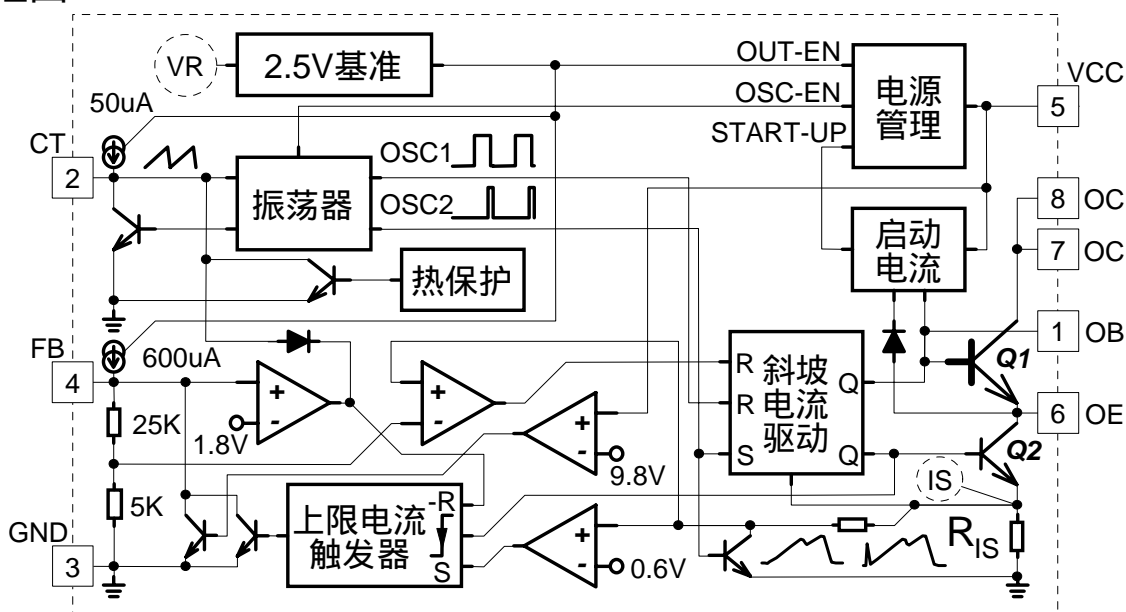 VR
2.5V基准
OUT-EN
OSC-EN
START-UP
电源
管理
VCC
5
50uA
CT
2
振荡器
OSC1
OSC2
热保护
启动
电流
8
OC
7
OC
1
OB
6
OE
Q1
Q2
FB
4
600uA
25K
5K
1.8V
+
-
+
-
+
-
9.8V
R
R
S
斜坡
电流
驱动
Q
Q
IS
GND
3
上限电流
触发器
-R
S
+
-
0.6V
RIS